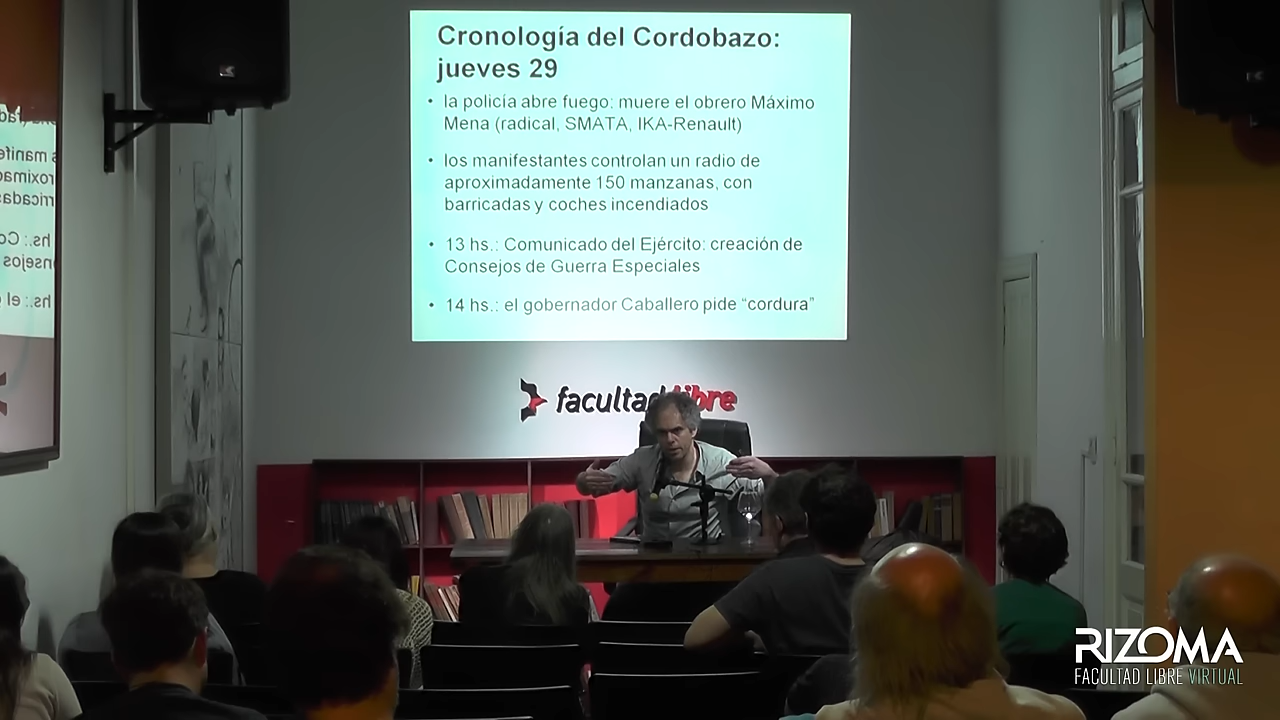 Cronología del Cordobazo:
jueves 29
• la policía abre fuego: muere el obrero Máximo
Mena (radical, SMATA, IKA-Renault)
• los manifestantes controlan un radio de
aproximadamente 150 manzanas, con
barricadas y coches incendiados
• 13 hs.: Comunicado del Ejército: creación de
Consejos de Guerra Especiales
• 14 hs.: el gobernador Caballero pide “cordura”
facultad libre
RIZOMA
FACULTAD LIBRE VIRTUAL